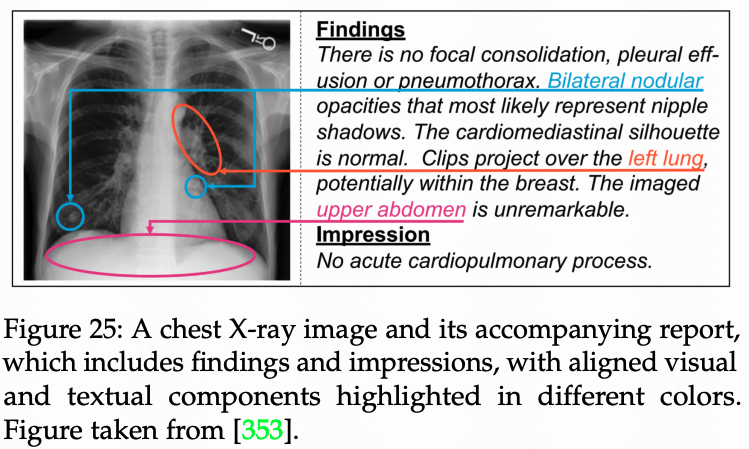 Findings
There is no focal consolidation, pleural eff-
usion or pneumothorax. Bilateral nodular
opacities that most likely represent nipple
shadows. The cardiomediastinal silhouette
is normal.  Clips project over the left lung,
potentially within the breast. The imaged
upper abdomen is unremarkable.
Impression
No acute cardiopulmonary process.
Figure 25: A chest X-ray image and its accompanying report,
which includes findings and impressions, with aligned visual
and textual components highlighted in different colors.
Figure taken from [353].